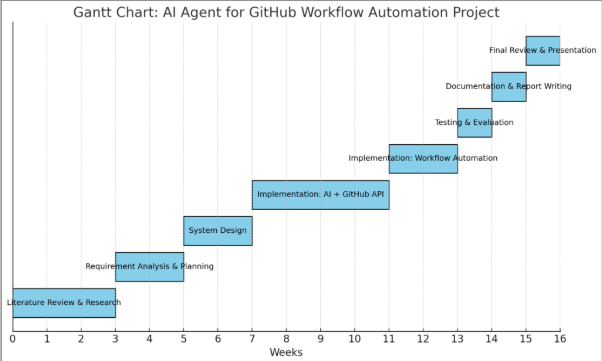 Gantt Chart: AI Agent for GitHub Workflow Automation Project
Final Review & Presentation
Documentation & Report Writing
Testing & Evaluation
Implementation: Workflow Automation
Implementation: AI + GitHub API
System Design
Requirement Analysis & Planning
Literature Review & Research
0 1 2 3 4 5 6 7 8 9 10 11 12 13 14 15 16
Weeks